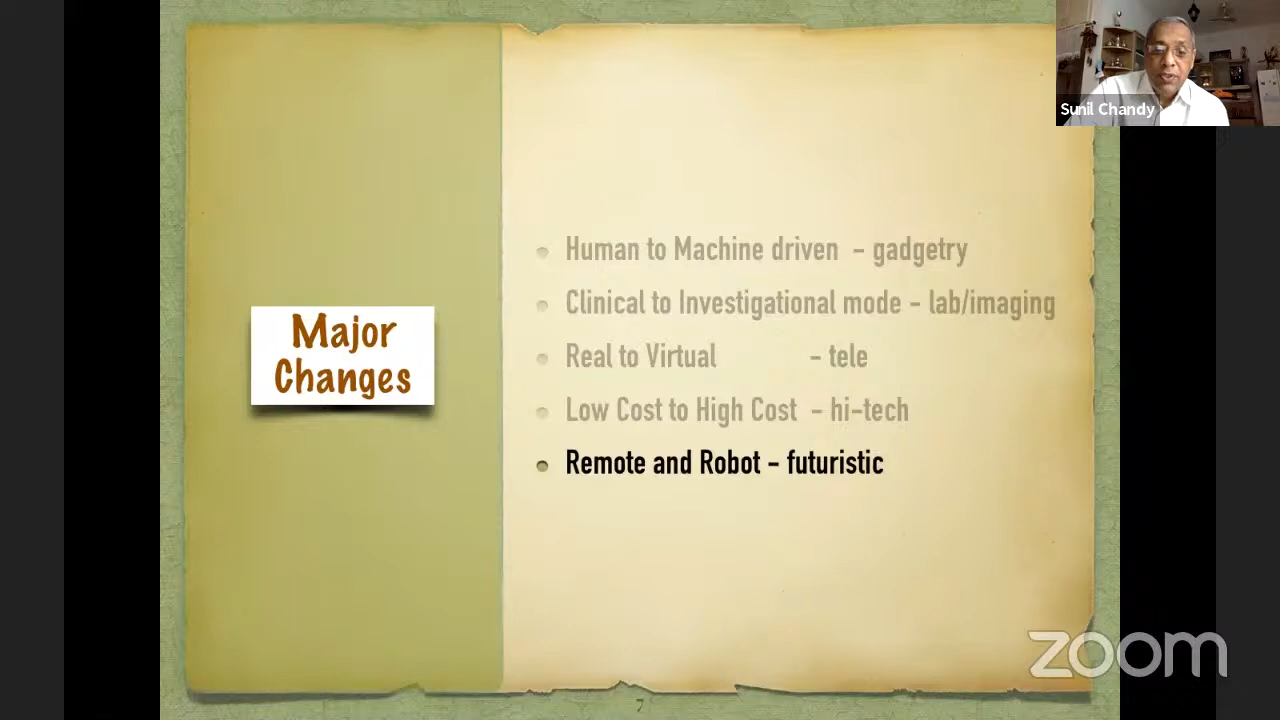 Sunil Chandy
Major
Changes
Human to Machine driven - gadgetry
Clinical to Investigational mode - lab/imaging
Real to Virtual - tele
Low Cost to High Cost - hi-tech
Remote and Robot - futuristic
zoom
7